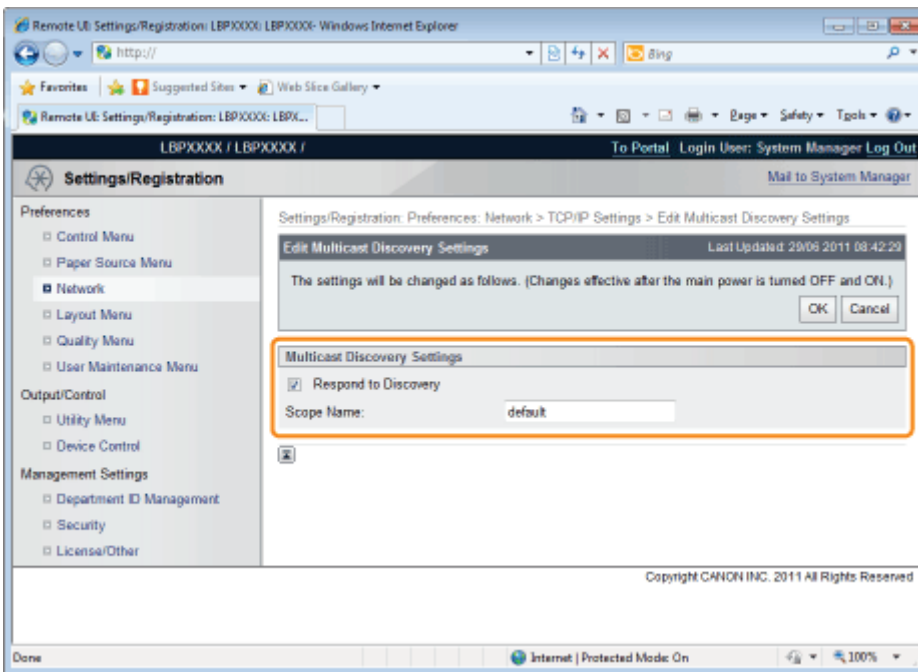 Remote UI: Settings/Registration: LBPXXXX: LBPXXXX- Windows Internet Explorer
http://
Bing
Favorites Suggested Sites Web Slice Gallery
Remote UI: Settings/Registration: LBPXXXX: LBPX...
Page Safety Tools
LBPXXXX / LBPXXXX /
To Portal Login User: System Manager Log Out
Settings/Registration
Mail to System Manager
Preferences
Control Menu
Paper Source Menu
Network
Layout Menu
Quality Menu
User Maintenance Menu
Output/Control
Utility Menu
Device Control
Management Settings
Department ID Management
Security
License/Other
Settings/Registration: Preferences: Network > TCP/IP Settings > Edit Multicast Discovery Settings
Edit Multicast Discovery Settings
Last Updated: 29/06 2011 08:42:29
The settings will be changed as follows. (Changes effective after the main power is turned OFF and ON.)
OK Cancel
Multicast Discovery Settings
Respond to Discovery
Scope Name: default
Copyright CANON INC. 2011 All Rights Reserved
Done
Internet | Protected Mode: On
100%